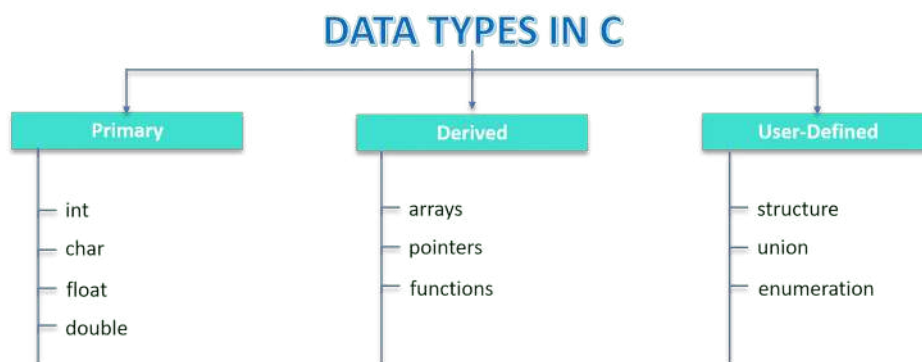 DATA TYPES IN C
Primary
int
char
float
double
Derived
arrays
pointers
functions
User-Defined
structure
union
enumeration